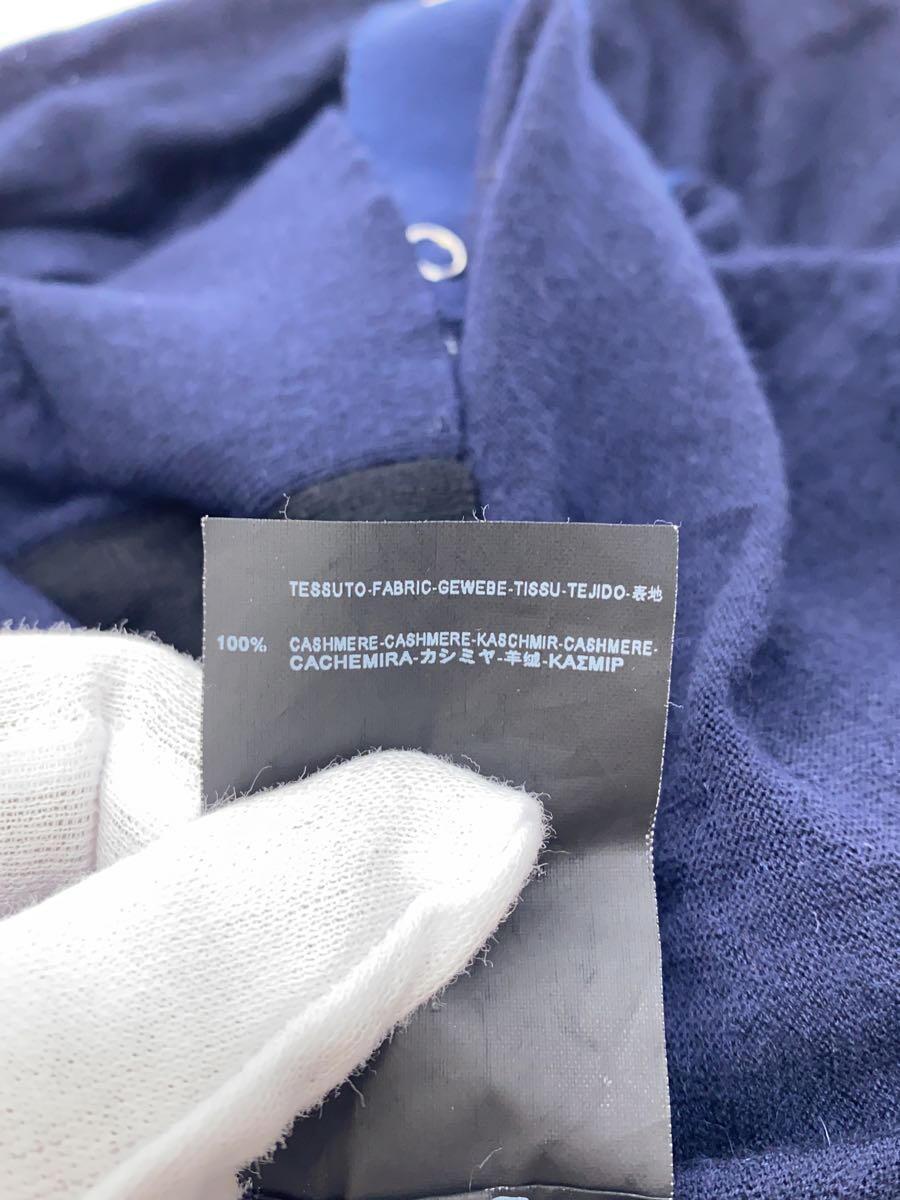 TESSUTO-FABRIC-GEWEBE-TISSU-TEJIDO-表地
100% CASHMERE-CASHMERE-KASCHMIR-CASHMERE-
CACHEMIRA-カシミヤ-羊绒-ΚΑΣΜΙΡ